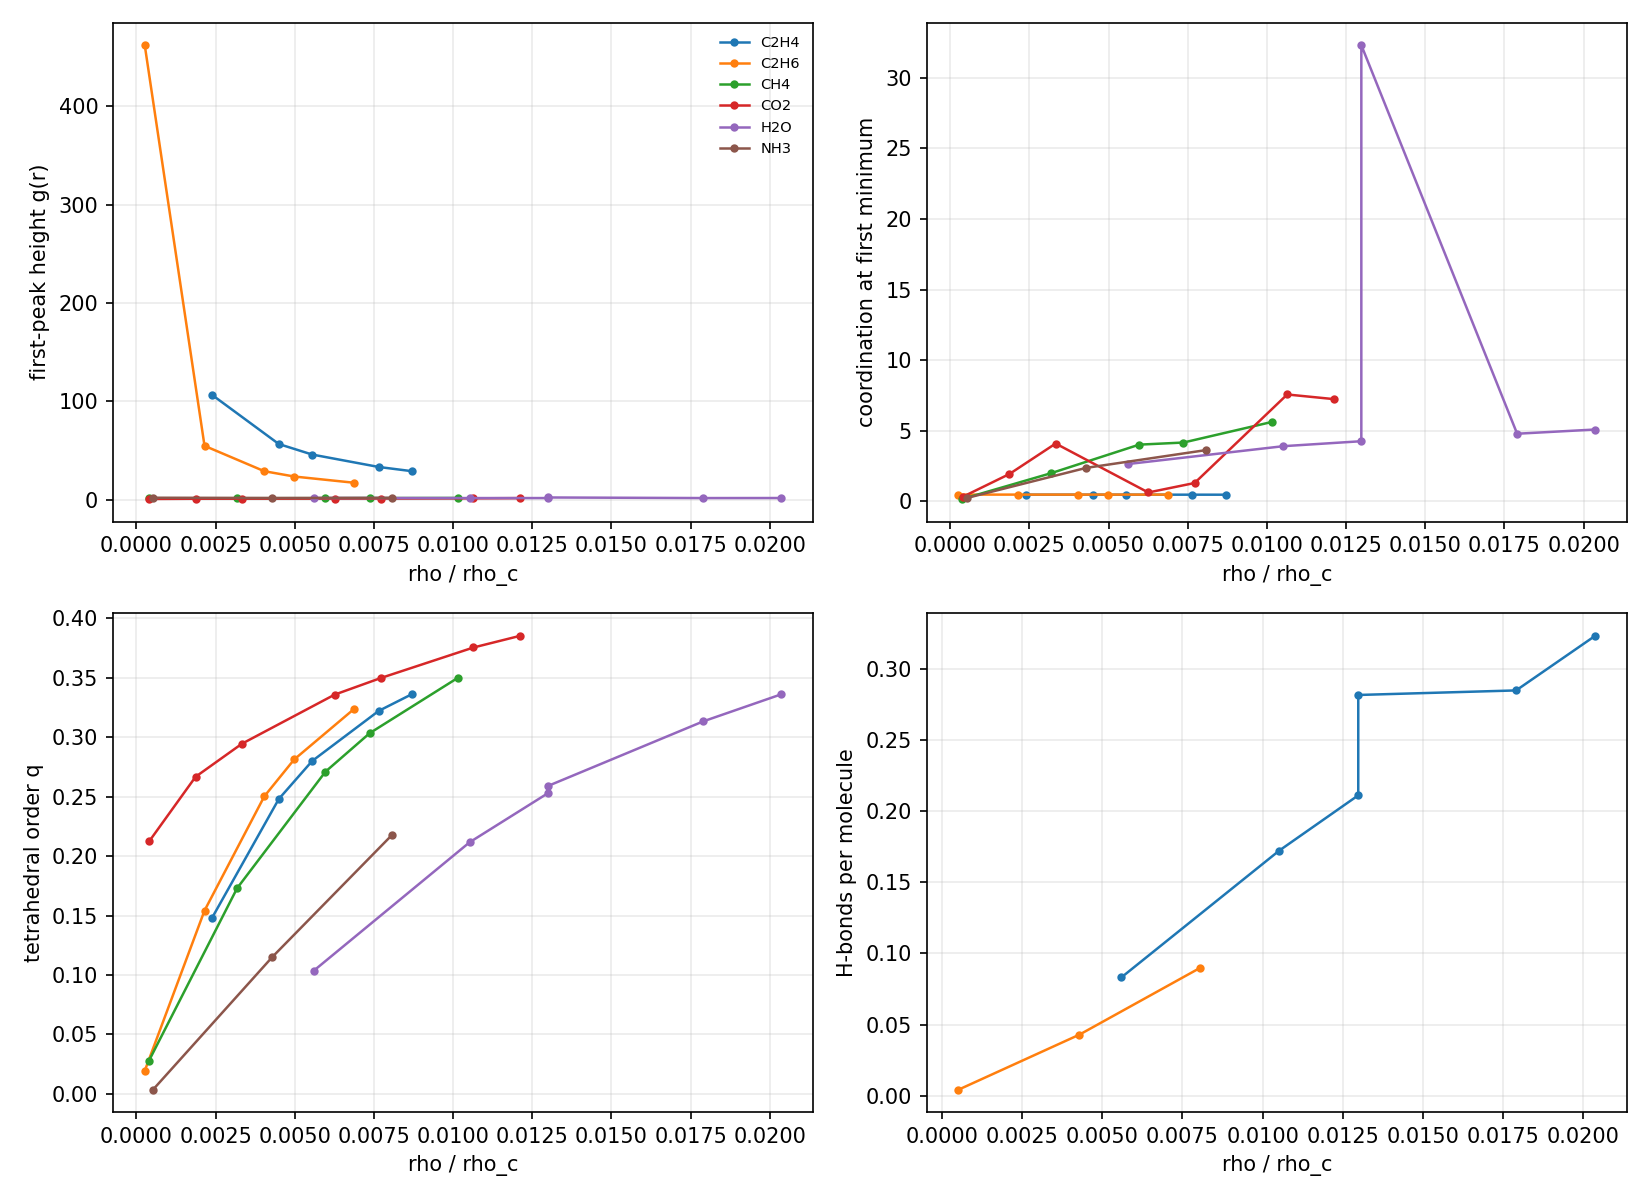 first-peak height g(r)
400
300
200
100
0
0.0000 0.0025 0.0050 0.0075 0.0100 0.0125 0.0150 0.0175 0.0200
rho / rho_c
C2H4
C2H6
CH4
CO2
H2O
NH3
coordination at first minimum
30
25
20
15
10
5
0
0.0000 0.0025 0.0050 0.0075 0.0100 0.0125 0.0150 0.0175 0.0200
rho / rho_c
tetrahedral order q
0.40
0.35
0.30
0.25
0.20
0.15
0.10
0.05
0.00
0.0000 0.0025 0.0050 0.0075 0.0100 0.0125 0.0150 0.0175 0.0200
rho / rho_c
H-bonds per molecule
0.30
0.25
0.20
0.15
0.10
0.05
0.00
0.0000 0.0025 0.0050 0.0075 0.0100 0.0125 0.0150 0.0175 0.0200
rho / rho_c